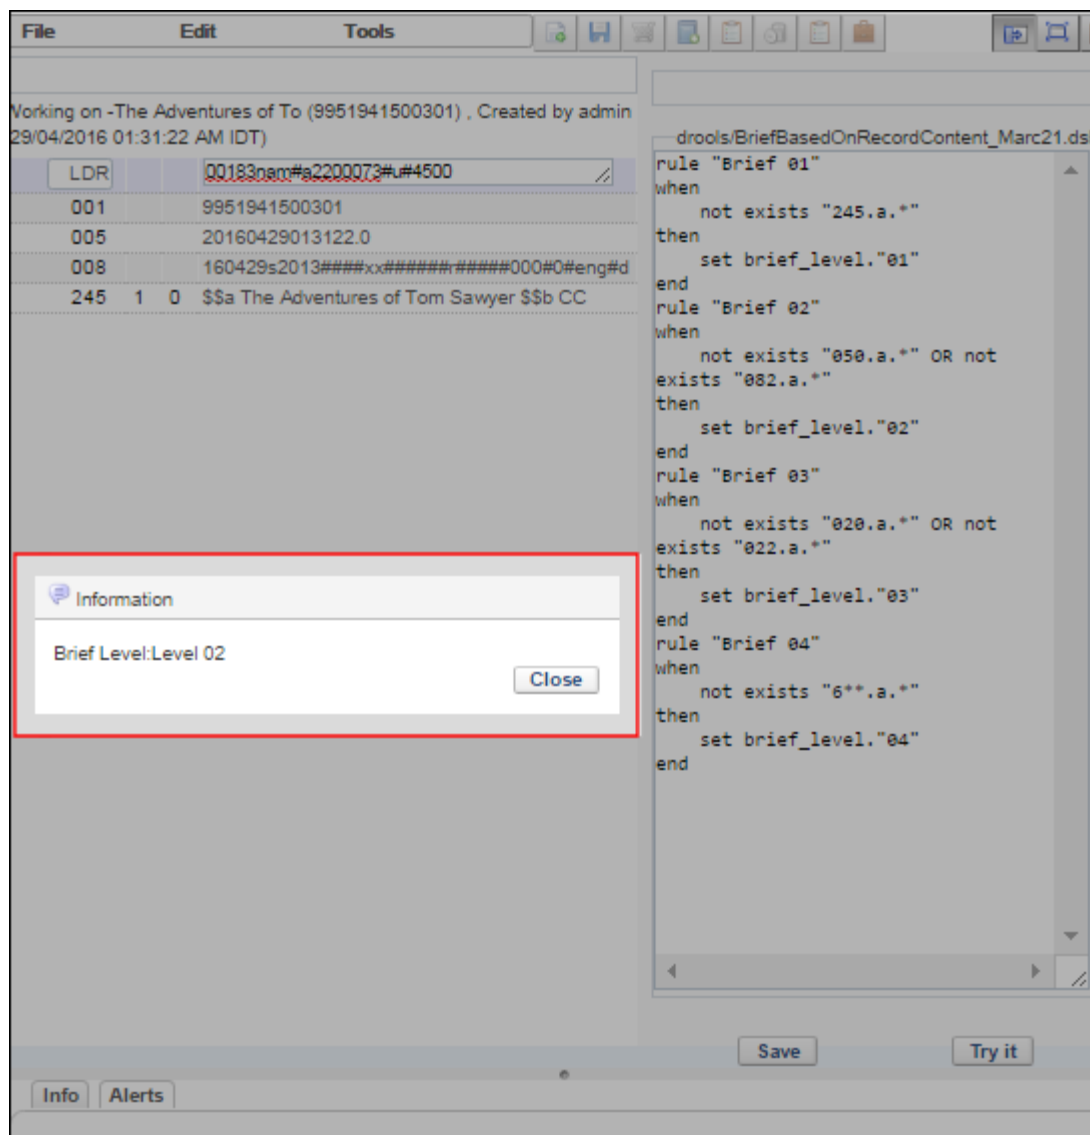 File Edit Tools
Working on -The Adventures of To (9951941500301) , Created by admin
29/04/2016 01:31:22 AM IDT)
LDR 00183nam#a2200073#u#4500
001 9951941500301
005 20160429013122.0
008 160429s2013####xx######r#####000#0#eng#d
245 1 0 $$a The Adventures of Tom Sawyer $$b CC
Information
Brief Level:Level 02
Close
drools/BriefBasedOnRecordContent_Marc21.ds
rule "Brief 01"
when
not exists "245.a.*"
then
set brief_level."01"
end
rule "Brief 02"
when
not exists "050.a.*" OR not
exists "082.a.*"
then
set brief_level."02"
end
rule "Brief 03"
when
not exists "020.a.*" OR not
exists "022.a.*"
then
set brief_level."03"
end
rule "Brief 04"
when
not exists "6**.a.*"
then
set brief_level."04"
end
Save Try it
Info Alerts